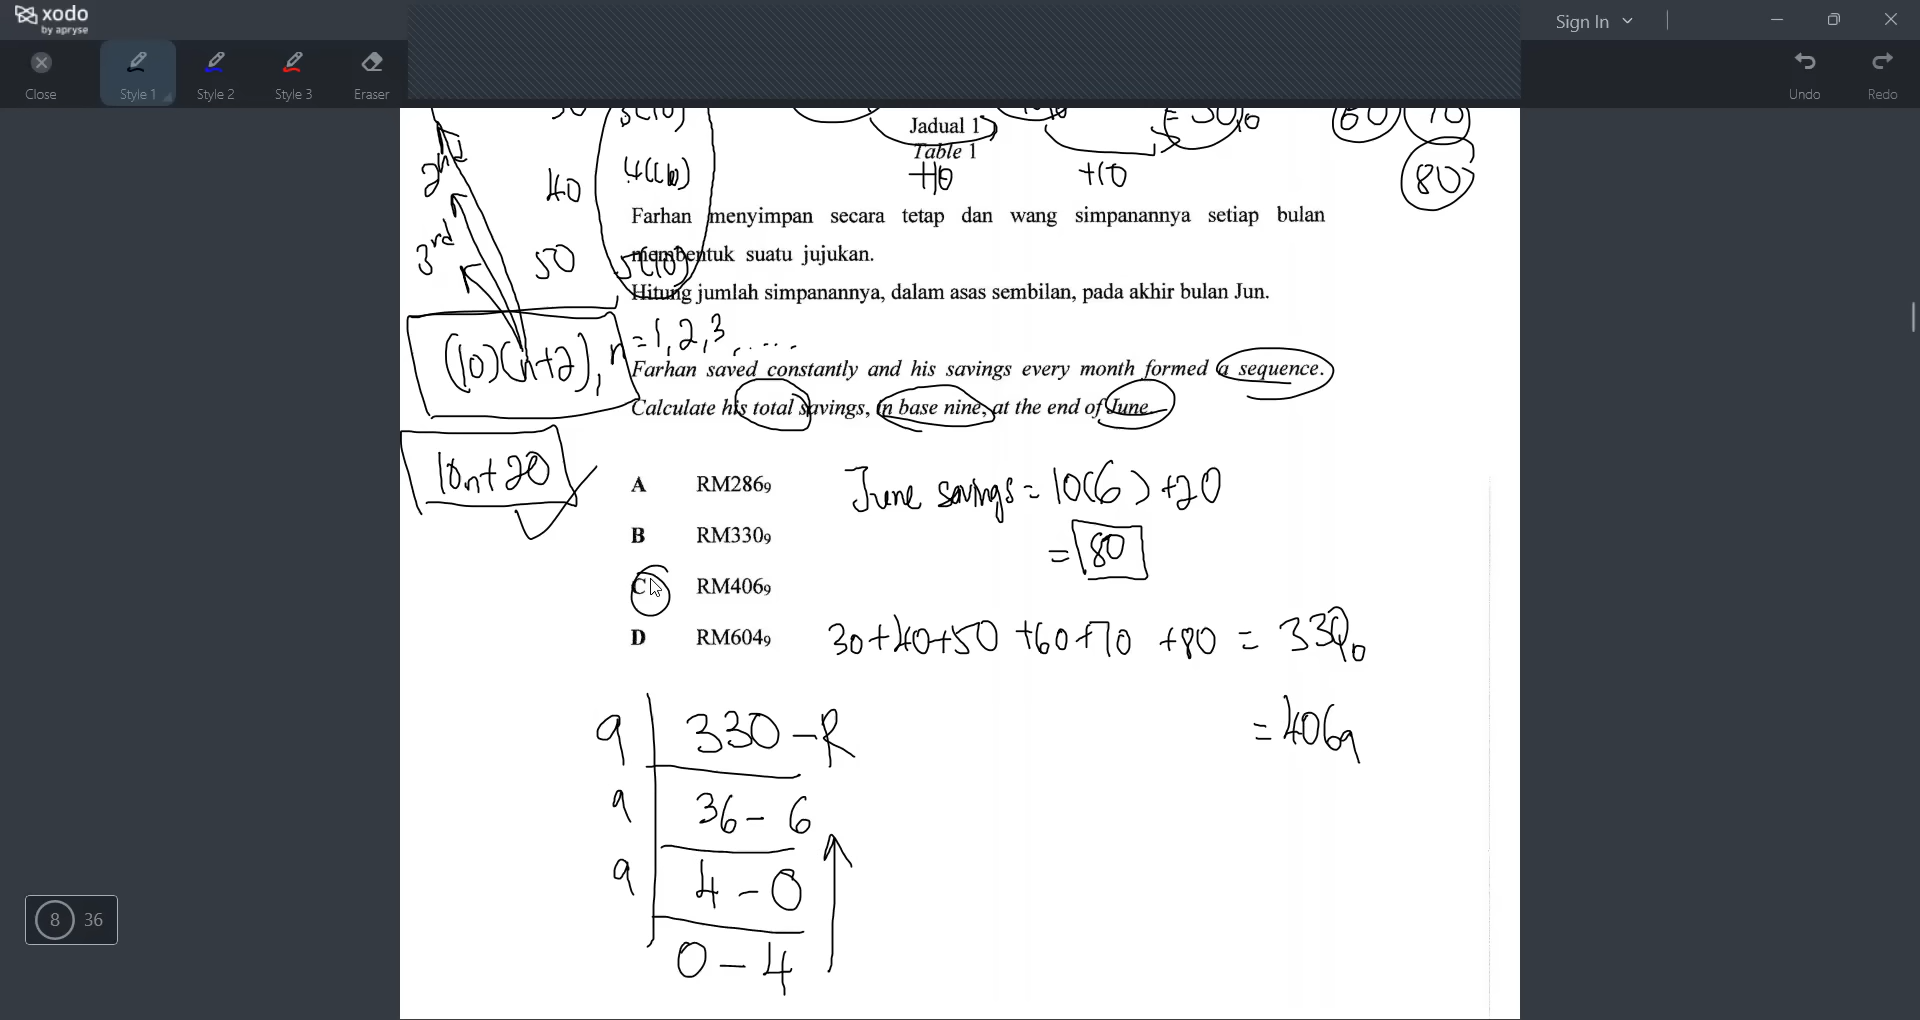 xodo
by apryse
Sign In
Close
Style 1
Style 2
Style 3
Eraser
Undo
Redo
Jadual 1
Table 1
+10
+10
60
70
80
2nd
40
4(10)
3rd
50
5(10)
Farhan menyimpan secara tetap dan wang simpanannya setiap bulan
membentuk suatu jujukan.
Hitung jumlah simpanannya, dalam asas sembilan, pada akhir bulan Jun.
(10)(n+2), n = 1, 2, 3, ....
Farhan saved constantly and his savings every month formed a sequence.
Calculate his total savings, in base nine, at the end of June.
10n+20
A RM286₉
B RM330₉
C RM406₉
D RM604₉
June savings = 10(6)+20
= 80
30+40+50+60+70+80 = 330₁₀
= 406₉
9 330 - R
9 36 - 6
9 4 - 0
0 - 4
8 36